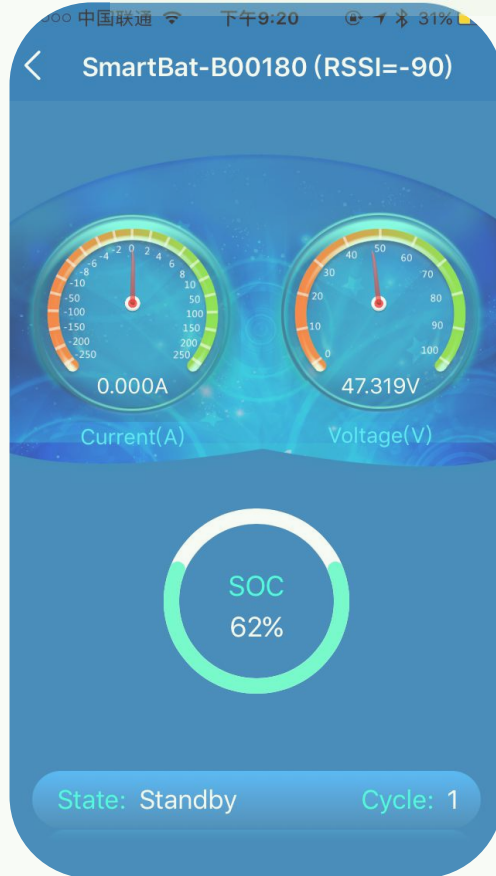 中国联通 下午9:20 31%
SmartBat-B00180 (RSSI=-90)
-250 -200 -150 -100 -50 -10 -8 -6 -4 -2 0 2 4 6 8 10 50 100 150 200 250
0.000A
Current(A)
0 10 20 30 40 50 60 70 80 90 100
47.319V
Voltage(V)
SOC
62%
State: Standby Cycle: 1